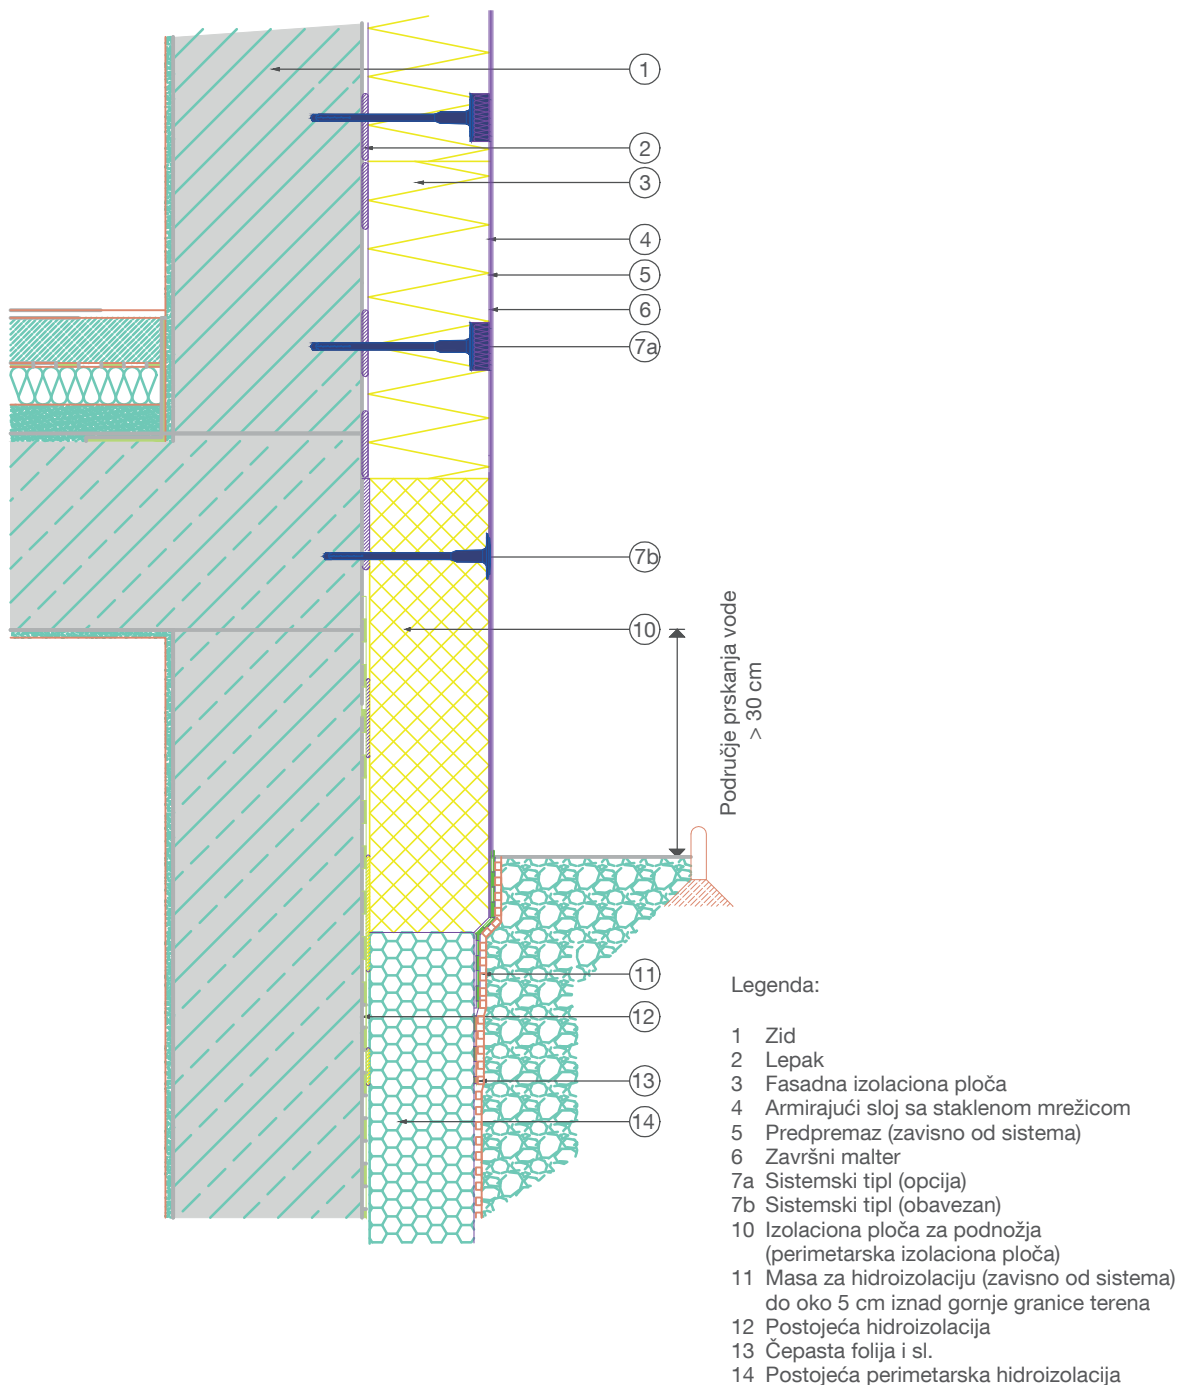 1
2
3
4
5
6
7a
7b
10
Područje prskanja vode
> 30 cm
11
12
13
14
Legenda:
1 Zid
2 Lepak
3 Fasadna izolaciona ploča
4 Armirajući sloj sa staklenom mrežicom
5 Predpremaz (zavisno od sistema)
6 Završni malter
7a Sistemski tipl (opcija)
7b Sistemski tipl (obavezan)
10 Izolaciona ploča za podnožja
(perimetarska izolaciona ploča)
11 Masa za hidroizolaciju (zavisno od sistema)
do oko 5 cm iznad gornje granice terena
12 Postojeća hidroizolacija
13 Čepasta folija i sl.
14 Postojeća perimetarska hidroizolacija